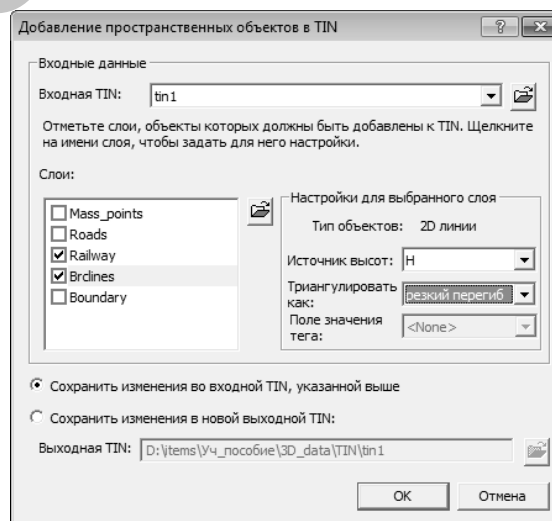 Добавление пространственных объектов в TIN
Входные данные
Входная TIN: tin1
Отметьте слои, объекты которых должны быть добавлены к TIN. Щелкните
на имени слоя, чтобы задать для него настройки.
Слои:
Mass_points
Roads
Railway
Brclines
Boundary
Настройки для выбранного слоя
Тип объектов: 2D линии
Источник высот: H
Триангулировать
как: резкий перегиб
Поле значения
тега: <None>
Сохранить изменения во входной TIN, указанной выше
Сохранить изменения в новой выходной TIN:
Выходная TIN: D:\items\Уч_пособие\3D_data\TIN\tin1
OK Отмена